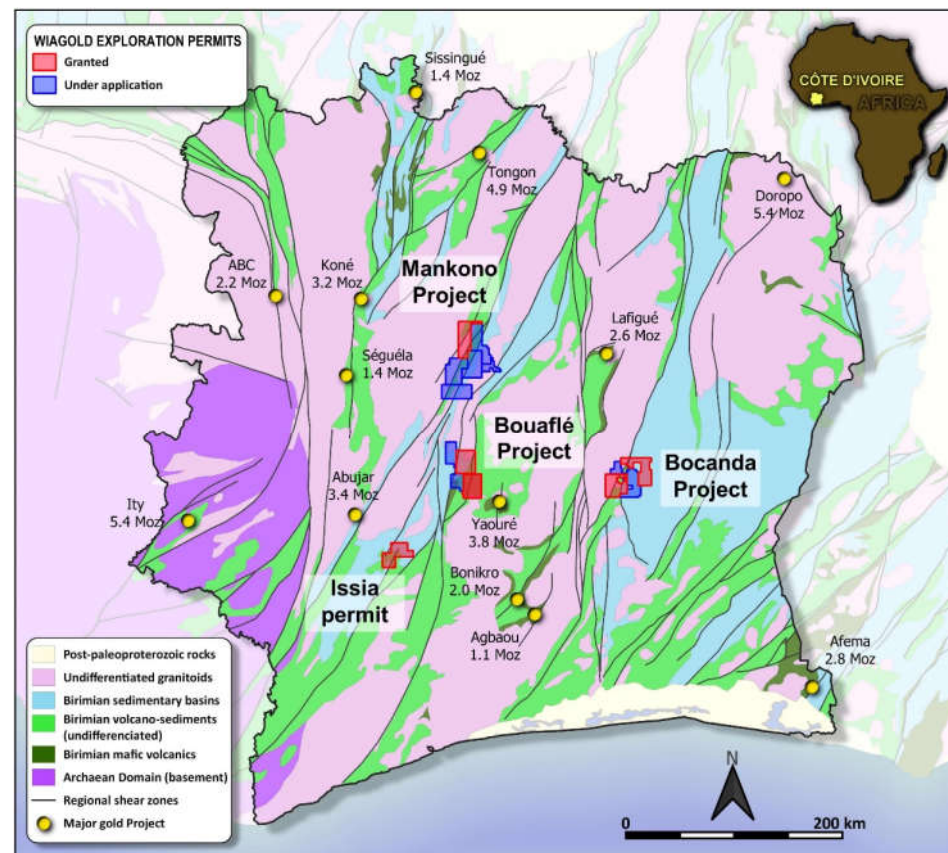 WIAGOLD EXPLORATION PERMITS
Granted
Under application
CÔTE D'IVOIRE
AFRICA
Sissingué
1.4 Moz
Tongon
4.9 Moz
Doropo
5.4 Moz
ABC
2.2 Moz
Koné
3.2 Moz
Mankono
Project
Lafigué
2.6 Moz
Séguéla
1.4 Moz
Bouaflé
Project
Bocanda
Project
Abujar
3.4 Moz
Ity
5.4 Moz
Yaouré
3.8 Moz
Issia
permit
Bonikro
2.0 Moz
Agbaou
1.1 Moz
Afema
2.8 Moz
Post-paleoproterozoic rocks
Undifferentiated granitoids
Birimian sedimentary basins
Birimian volcano-sediments
(undifferenciated)
Birimian mafic volcanics
Archaean Domain (basement)
Regional shear zones
Major gold Project
N
0 200 km